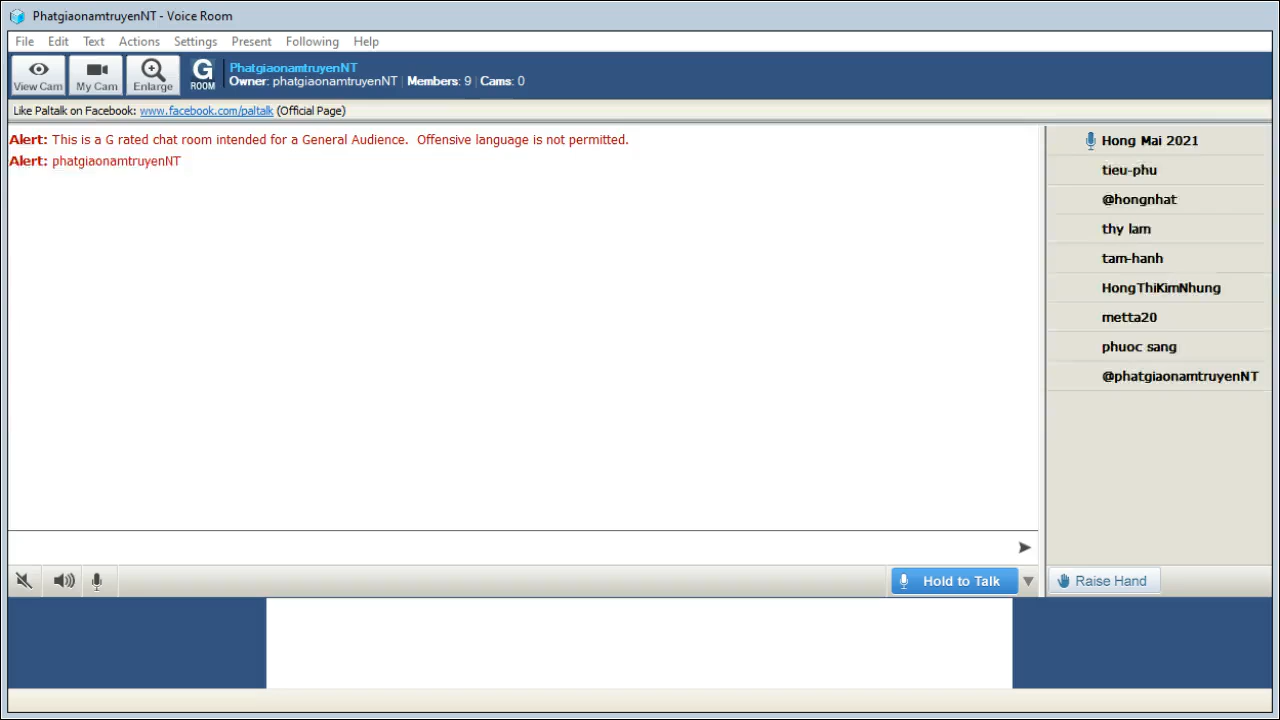 PhatgiaonamtruyenNT - Voice Room
File Edit Text Actions Settings Present Following Help
View Cam My Cam Enlarge G ROOM
PhatgiaonamtruyenNT
Owner: phatgiaonamtruyenNT | Members: 9 | Cams: 0
Like Paltalk on Facebook: www.facebook.com/paltalk (Official Page)
Alert: This is a G rated chat room intended for a General Audience. Offensive language is not permitted.
Alert: phatgiaonamtruyenNT
Hong Mai 2021
tieu-phu
@hongnhat
thy lam
tam-hanh
HongThiKimNhung
metta20
phuoc sang
@phatgiaonamtruyenNT
Hold to Talk
Raise Hand